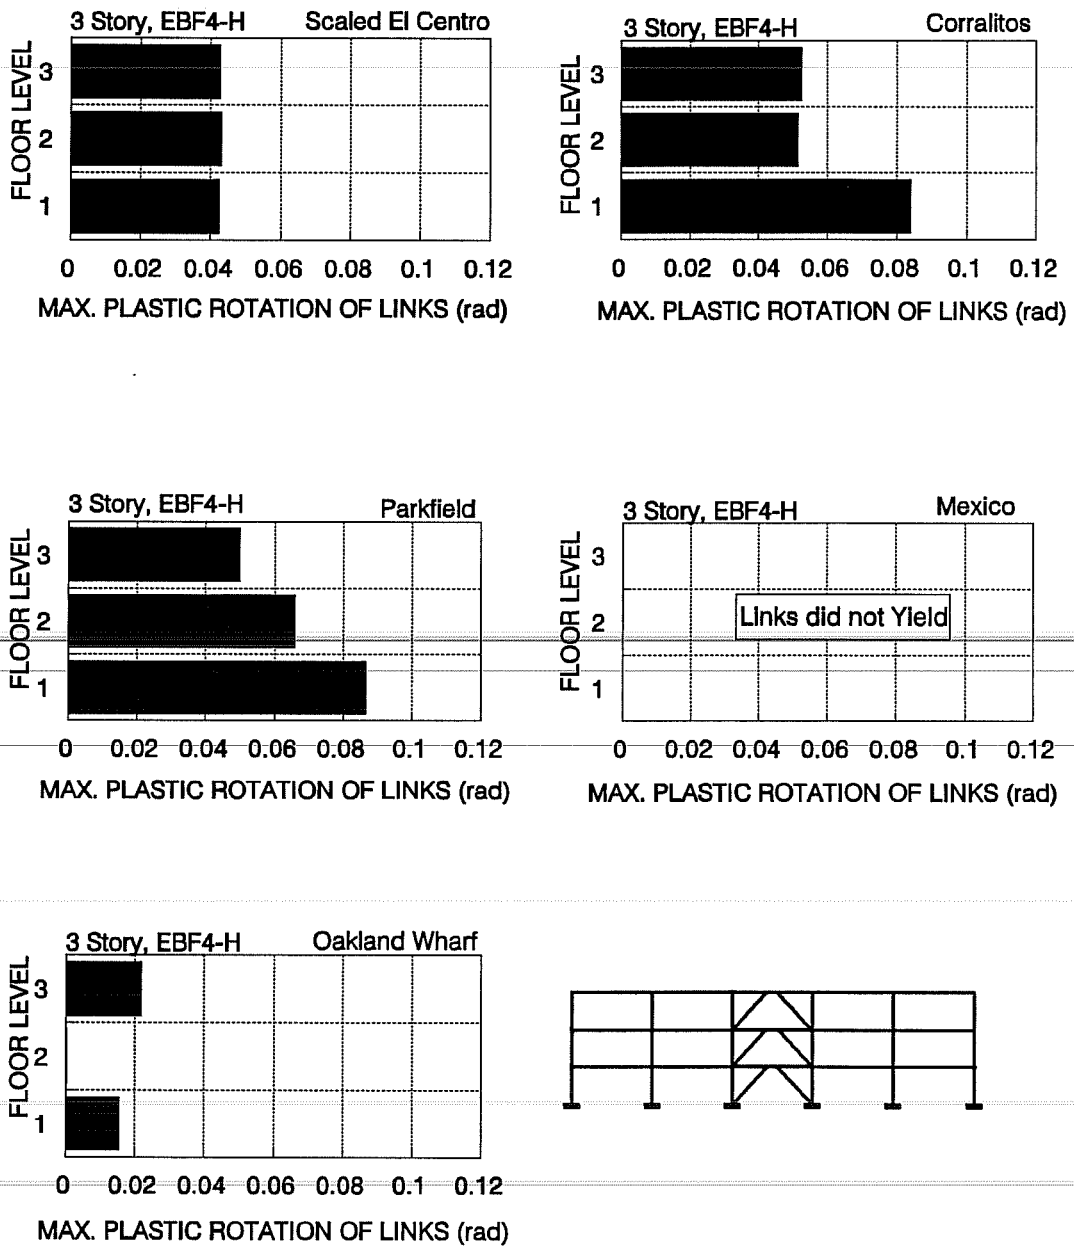 3 Story, EBF4-H Scaled El Centro
FLOOR LEVEL
3
2
1
0 0.02 0.04 0.06 0.08 0.1 0.12
MAX. PLASTIC ROTATION OF LINKS (rad)
3 Story, EBF4-H Corralitos
FLOOR LEVEL
3
2
1
0 0.02 0.04 0.06 0.08 0.1 0.12
MAX. PLASTIC ROTATION OF LINKS (rad)
3 Story, EBF4-H Parkfield
FLOOR LEVEL
3
2
1
0 0.02 0.04 0.06 0.08 0.1 0.12
MAX. PLASTIC ROTATION OF LINKS (rad)
3 Story, EBF4-H Mexico
FLOOR LEVEL
3
2
1
Links did not Yield
0 0.02 0.04 0.06 0.08 0.1 0.12
MAX. PLASTIC ROTATION OF LINKS (rad)
3 Story, EBF4-H Oakland Wharf
FLOOR LEVEL
3
2
1
0 0.02 0.04 0.06 0.08 0.1 0.12
MAX. PLASTIC ROTATION OF LINKS (rad)